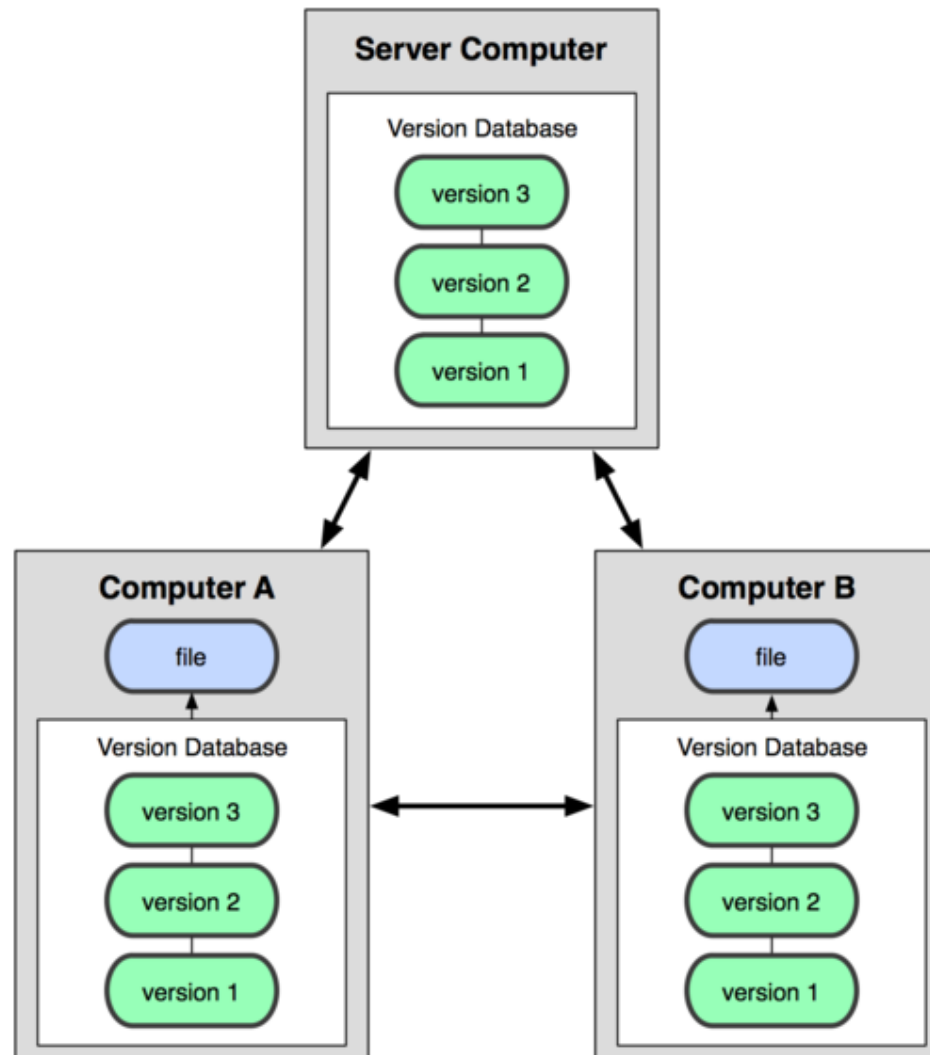 Server Computer
Version Database
version 3
version 2
version 1
Computer A
file
Version Database
version 3
version 2
version 1
Computer B
file
Version Database
version 3
version 2
version 1